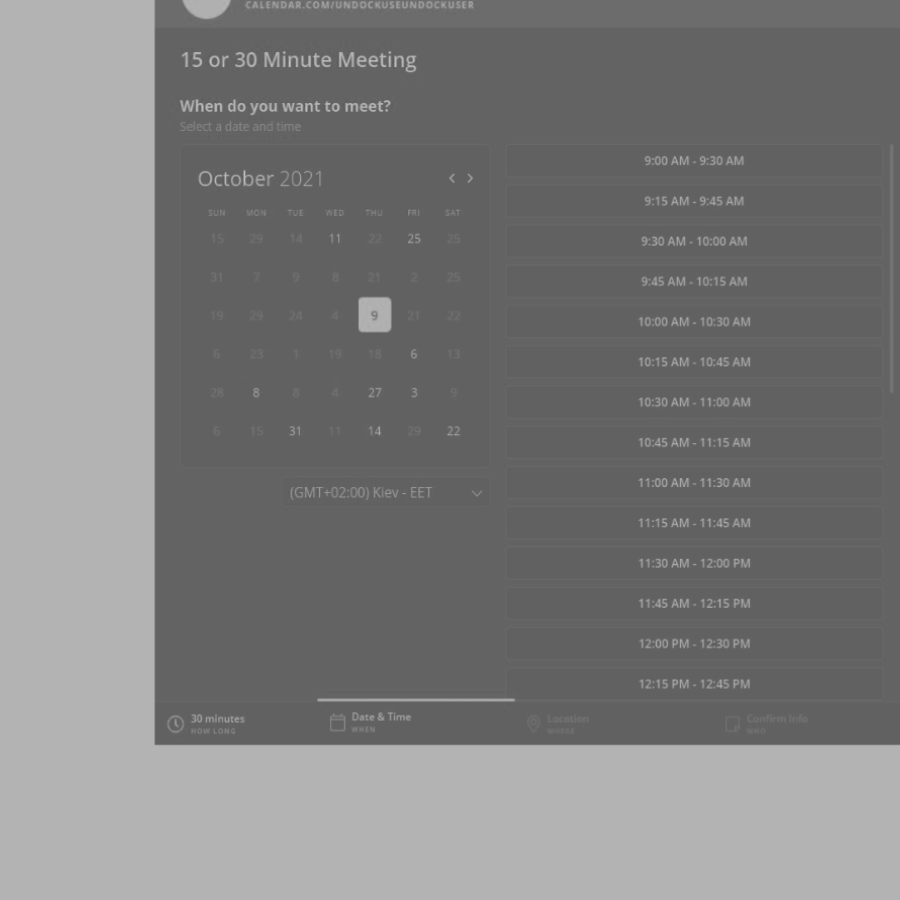 CALENDAR.COM/UNDOCKUSEUNDOCKUSER
15 or 30 Minute Meeting
When do you want to meet?
Select a date and time
October 2021
SUN MON TUE WED THU FRI SAT
15 29 14 11 22 25 25
31 7 9 8 21 2 25
19 29 24 4 9 21 22
6 23 1 19 18 6 13
28 8 8 4 27 3 9
6 15 31 11 14 29 22
(GMT+02:00) Kiev - EET
9:00 AM - 9:30 AM
9:15 AM - 9:45 AM
9:30 AM - 10:00 AM
9:45 AM - 10:15 AM
10:00 AM - 10:30 AM
10:15 AM - 10:45 AM
10:30 AM - 11:00 AM
10:45 AM - 11:15 AM
11:00 AM - 11:30 AM
11:15 AM - 11:45 AM
11:30 AM - 12:00 PM
11:45 AM - 12:15 PM
12:00 PM - 12:30 PM
12:15 PM - 12:45 PM
30 minutes
HOW LONG
Date & Time
WHEN
Location
WHERE
Confirm Info
WHO